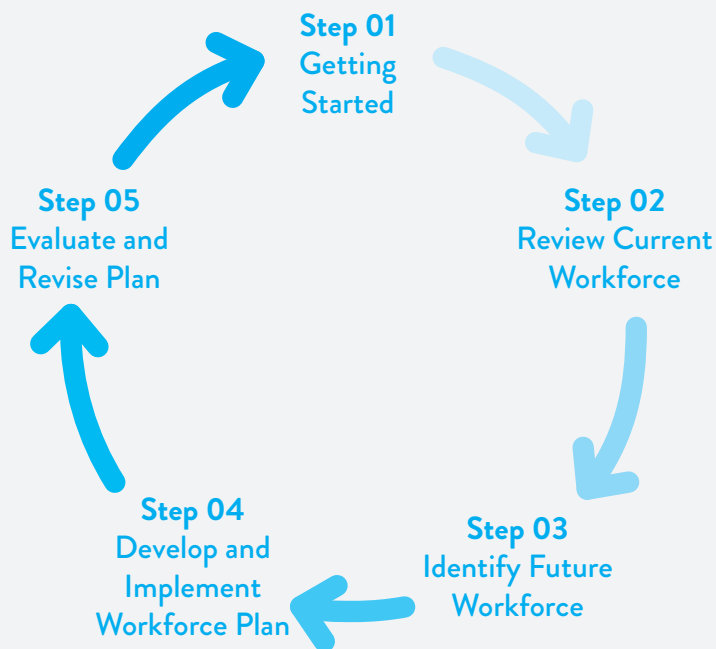 Step 01
Getting
Started
Step 02
Review Current
Workforce
Step 03
Identify Future
Workforce
Step 04
Develop and
Implement
Workforce Plan
Step 05
Evaluate and
Revise Plan